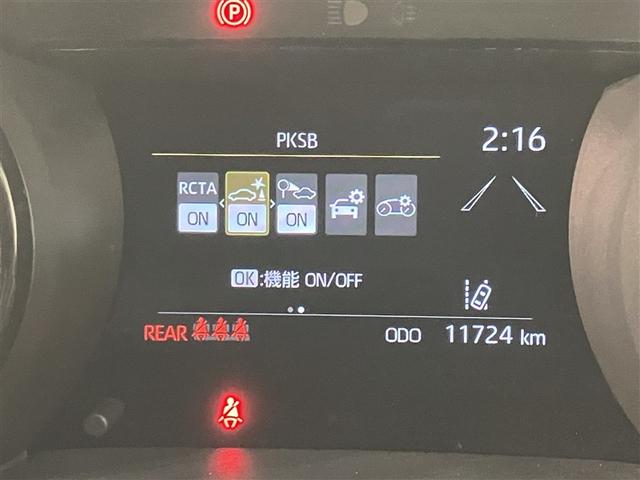 P
PKSB
2:16
RCTA
ON
ON
ON
OK:機能 ON/OFF
REAR
ODO 11724 km